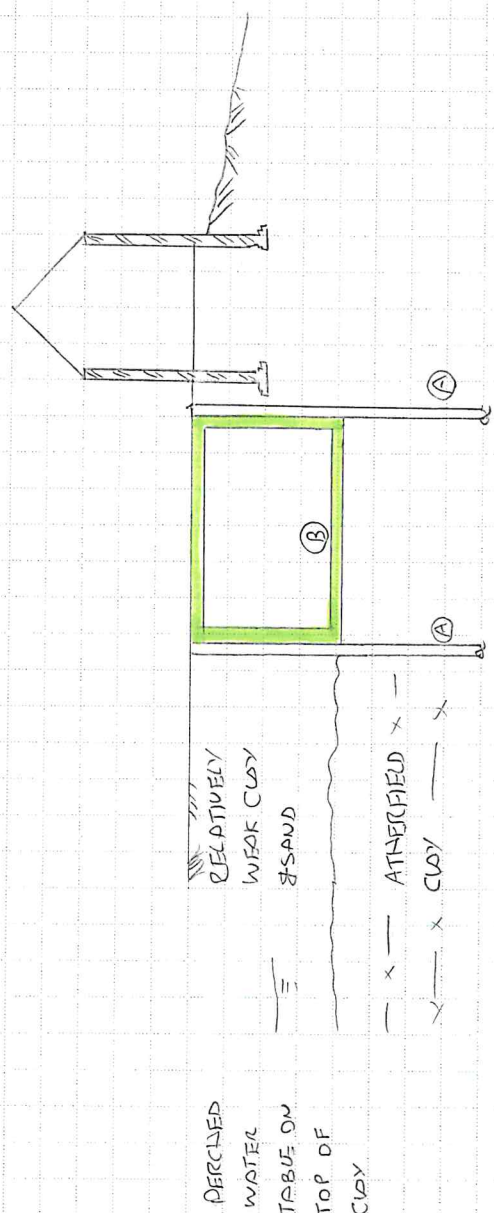 PERCHED
WATER
TABLE ON
TOP OF
CLAY
RELATIVELY
WEAK CLAY
& SAND
ATHERFIELD
CLAY
A
B
A